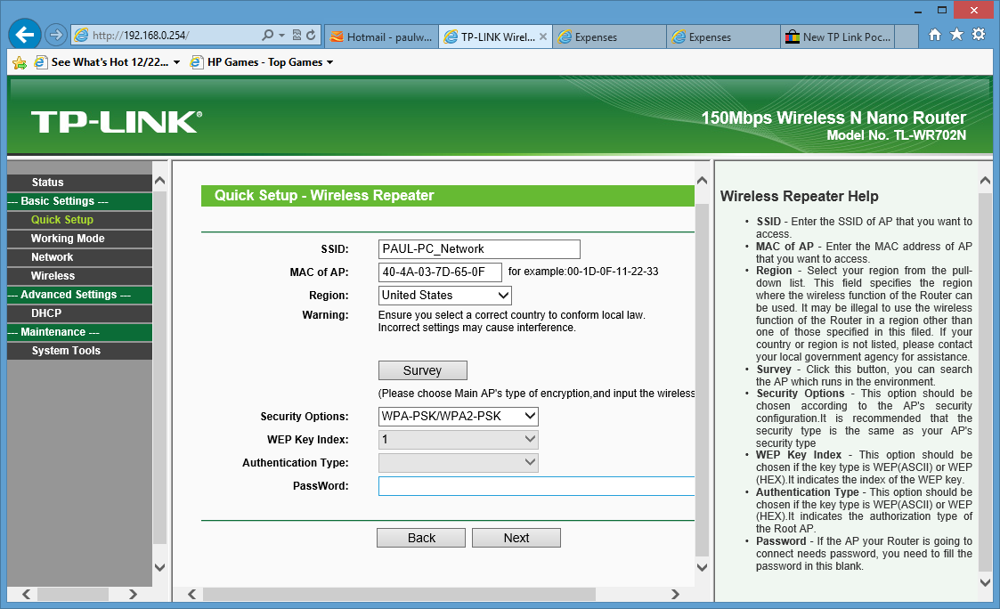 http://192.168.0.254/
Hotmail - paulw...
TP-LINK Wirel...
Expenses
Expenses
New TP Link Poc...
See What's Hot 12/22...
HP Games - Top Games
TP-LINK®
150Mbps Wireless N Nano Router
Model No. TL-WR702N
Status
--- Basic Settings ---
Quick Setup
Working Mode
Network
Wireless
--- Advanced Settings ---
DHCP
--- Maintenance ---
System Tools
Quick Setup - Wireless Repeater
SSID: PAUL-PC_Network
MAC of AP: 40-4A-03-7D-65-0F for example:00-1D-0F-11-22-33
Region: United States
Warning: Ensure you select a correct country to conform local law.
Incorrect settings may cause interference.
Survey
(Please choose Main AP's type of encryption,and input the wireless
Security Options: WPA-PSK/WPA2-PSK
WEP Key Index: 1
Authentication Type:
PassWord:
Back Next
Wireless Repeater Help
• SSID - Enter the SSID of AP that you want to
access.
• MAC of AP - Enter the MAC address of AP
that you want to access.
• Region - Select your region from the pull-
down list. This field specifies the region
where the wireless function of the Router can
be used. It may be illegal to use the wireless
function of the Router in a region other than
one of those specified in this filed. If your
country or region is not listed, please contact
your local government agency for assistance.
• Survey - Click this button, you can search
the AP which runs in the environment.
• Security Options - This option should be
chosen according to the AP's security
configuration.It is recommended that the
security type is the same as your AP's
security type
• WEP Key Index - This option should be
chosen if the key type is WEP(ASCII) or WEP
(HEX).It indicates the index of the WEP key.
• Authentication Type - This option should be
chosen if the key type is WEP(ASCII) or WEP
(HEX).It indicates the authorization type of
the Root AP.
• Password - If the AP your Router is going to
connect needs password, you need to fill the
password in this blank.